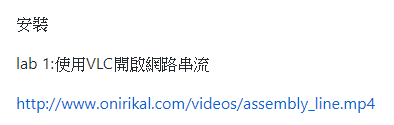 安裝
lab 1:使用VLC開啟網路串流
http://www.onirikal.com/videos/assembly_line.mp4